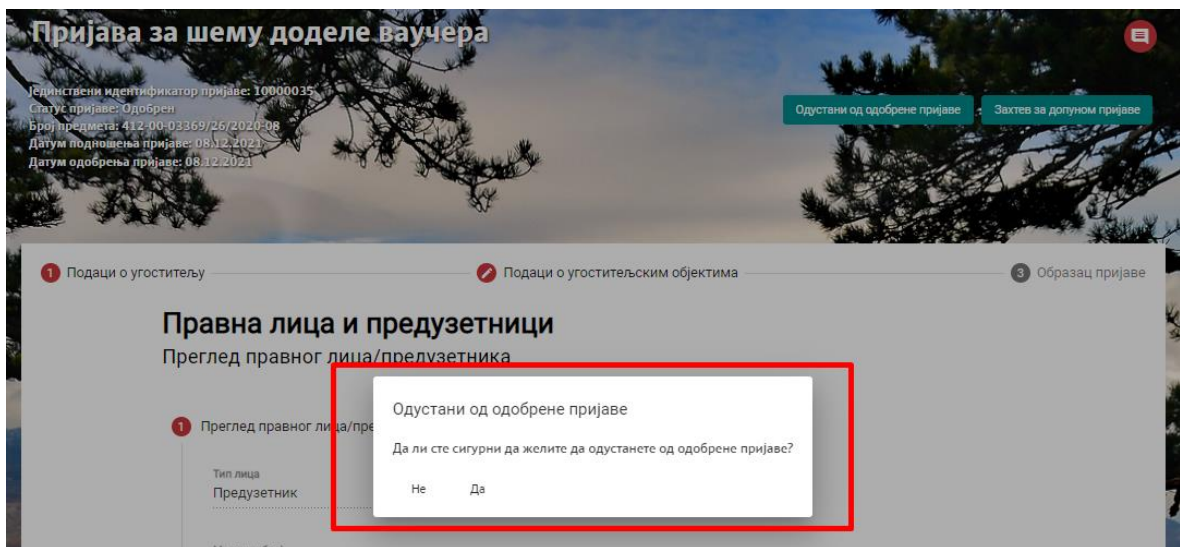 Пријава за шему доделе ваучера
Јединствени идентификатор пријаве: 10000035
Статус пријаве: Одобрен
Број предмета: 412-00-03369/26/2020-08
Датум подношења пријаве: 08.12.2021
Датум одобрења пријаве: 08.12.2021
Одустани од одобрене пријаве
Захтев за допуном пријаве
1 Подаци о угоститељу
Подаци о угоститељским објектима
3 Образац пријаве
Правна лица и предузетници
Преглед правног лица/предузетника
1 Преглед правног лица/пре
Тип лица
Предузетник
Одустани од одобрене пријаве
Да ли сте сигурни да желите да одустанете од одобрене пријаве?
Не Да